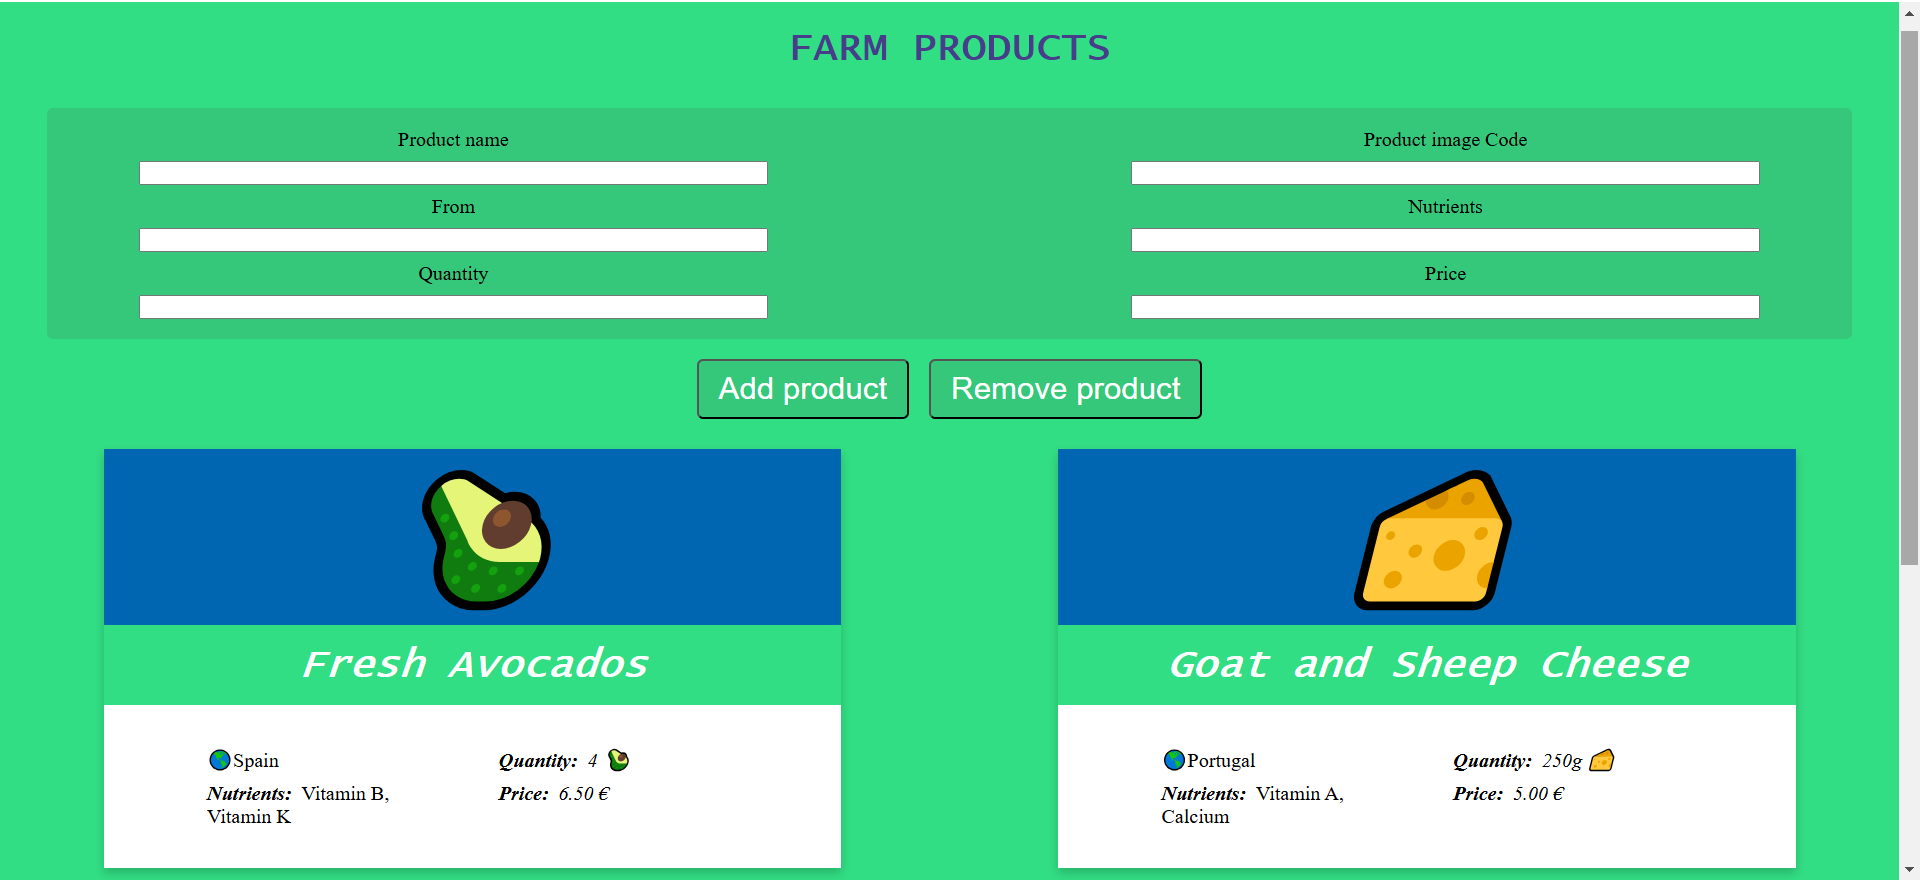 FARM PRODUCTS
Product name
Product image Code
From
Nutrients
Quantity
Price
Add product
Remove product
Fresh Avocados
Spain
Quantity: 4
Nutrients: Vitamin B,
Vitamin K
Price: 6.50 €
Goat and Sheep Cheese
Portugal
Quantity: 250g
Nutrients: Vitamin A,
Calcium
Price: 5.00 €